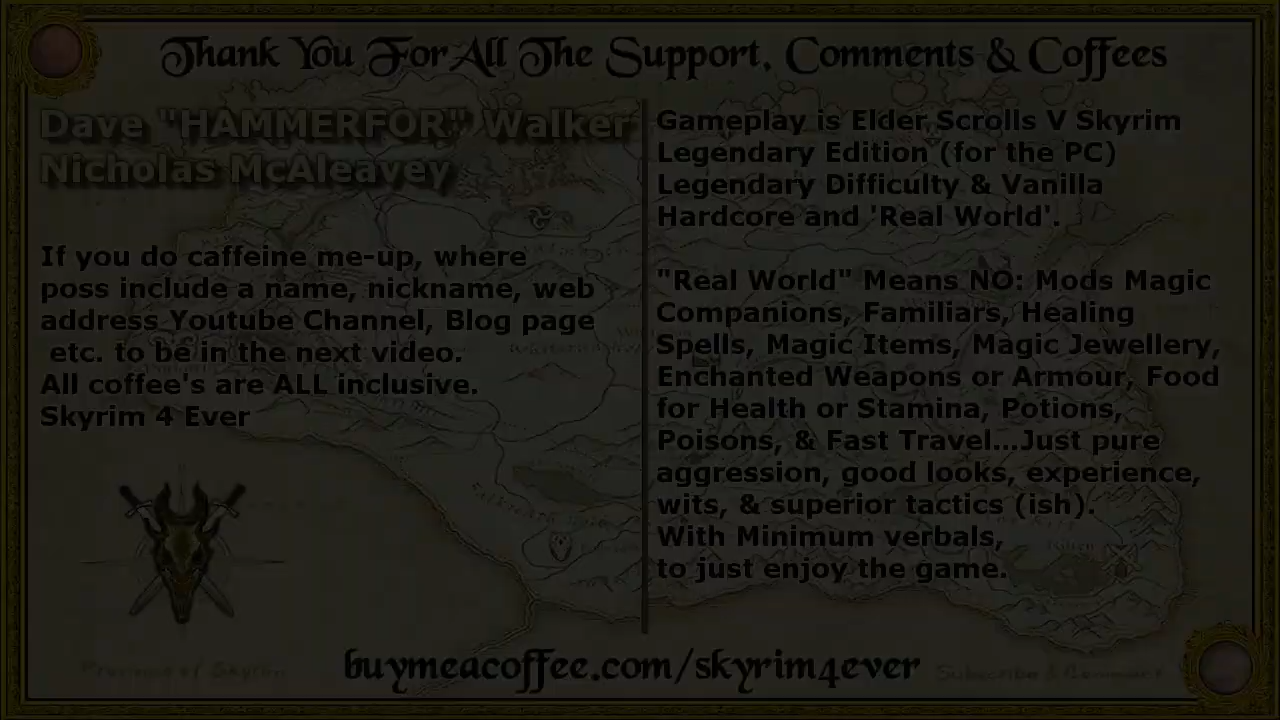 Thank You For All The Support, Comments & Coffees
Dave "HAMMERFOR" Walker
Nicholas McAleavey
If you do caffeine me-up, where
poss include a name, nickname, web
address Youtube Channel, Blog page
etc. to be in the next video.
All coffee's are ALL inclusive.
Skyrim 4 Ever
Gameplay is Elder Scrolls V Skyrim
Legendary Edition (for the PC)
Legendary Difficulty & Vanilla
Hardcore and 'Real World'.
"Real World" Means NO: Mods Magic
Companions, Familiars, Healing
Spells, Magic Items, Magic Jewellery,
Enchanted Weapons or Armour, Food
for Health or Stamina, Potions,
Poisons, & Fast Travel...Just pure
aggression, good looks, experience,
wits, & superior tactics (ish).
With Minimum verbals,
to just enjoy the game.
Province of Skyrim
buymeacoffee.com/skyrim4ever
Subscribe & Comment